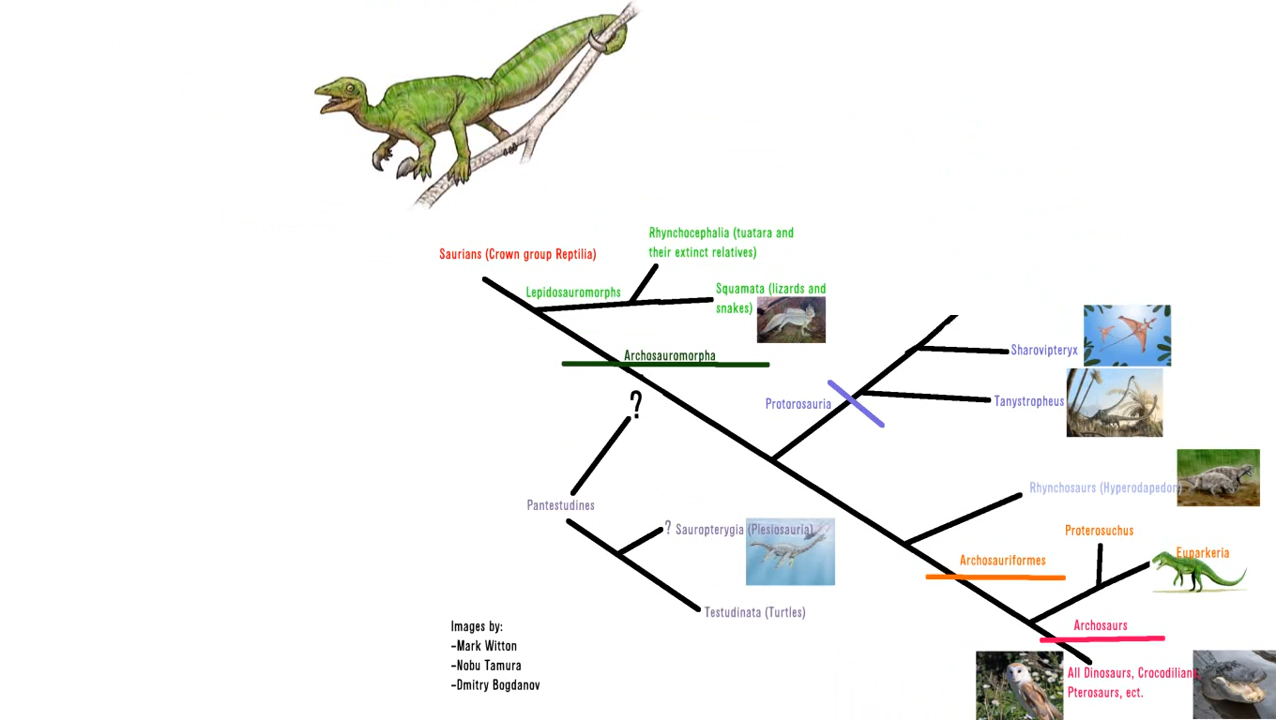 Rhynchocephalia (tuatara and
their extinct relatives)
Saurians (Crown group Reptilia)
Lepidosauromorphs
Squamata (lizards and
snakes)
Archosauromorpha
Sharovipteryx
?
Protorosauria
Tanystropheus
Rhynchosaurs (Hyperodapedon)
Pantestudines
? Sauropterygia (Plesiosauria)
Proterosuchus
Euparkeria
Archosauriformes
Testudinata (Turtles)
Archosaurs
Images by:
-Mark Witton
-Nobu Tamura
-Dmitry Bogdanov
All Dinosaurs, Crocodilians,
Pterosaurs, ect.